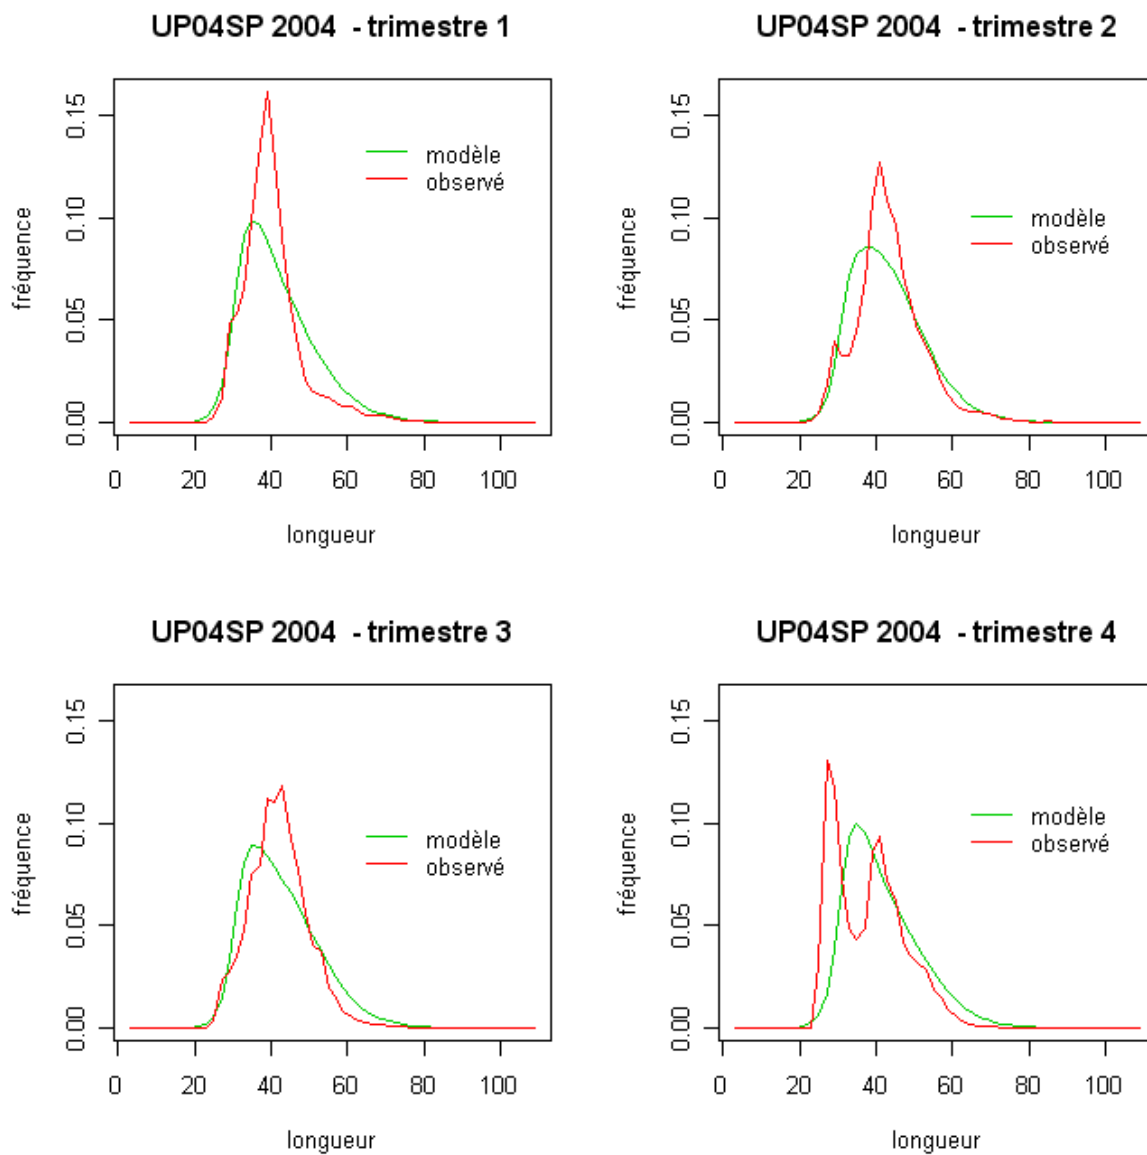 UP04SP 2004 - trimestre 1
fréquence
0.15
0.10
0.05
0.00
modèle
observé
0 20 40 60 80 100
longueur
UP04SP 2004 - trimestre 2
fréquence
0.15
0.10
0.05
0.00
modèle
observé
0 20 40 60 80 100
longueur
UP04SP 2004 - trimestre 3
fréquence
0.15
0.10
0.05
0.00
modèle
observé
0 20 40 60 80 100
longueur
UP04SP 2004 - trimestre 4
fréquence
0.15
0.10
0.05
0.00
modèle
observé
0 20 40 60 80 100
longueur